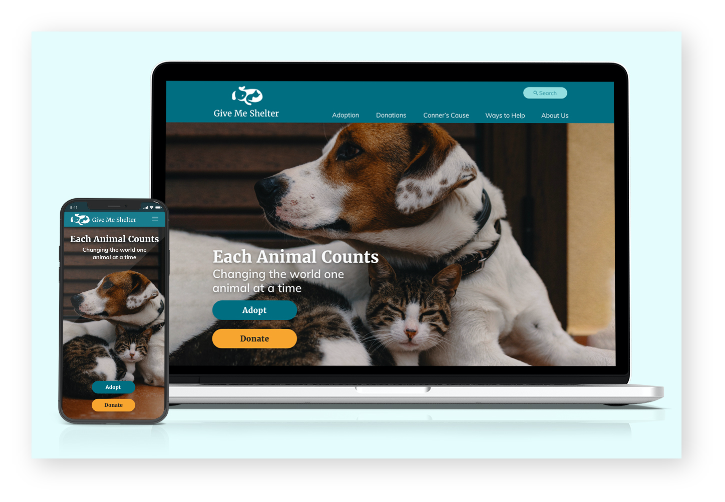 Search
Give Me Shelter
Adoption Donations Conner's Cause Ways to Help About Us
Each Animal Counts
Changing the world one
animal at a time
Adopt
Donate
Give Me Shelter
Each Animal Counts
Changing the world one
animal at a time
Adopt
Donate